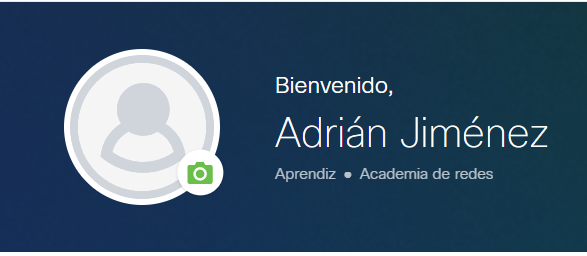 Bienvenido,
Adrián Jiménez
Aprendiz ● Academia de redes